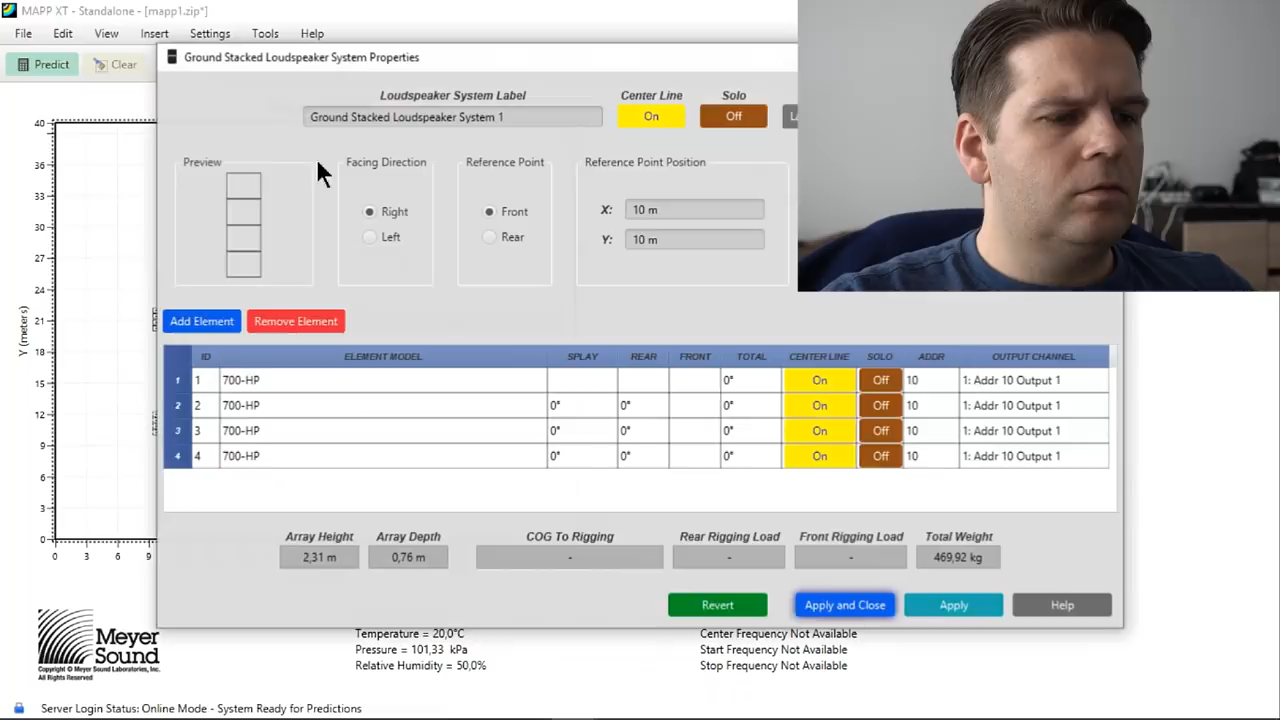 MAPP XT - Standalone - [mapp1.zip*]
File Edit View Insert Settings Tools Help
Predict Clear
Ground Stacked Loudspeaker System Properties
Loudspeaker System Label Center Line Solo
Ground Stacked Loudspeaker System 1 On Off
Preview Facing Direction Reference Point Reference Point Position
Right Front X: 10 m
Left Rear Y: 10 m
Add Element Remove Element
ID ELEMENT MODEL SPLAY REAR FRONT TOTAL CENTER LINE SOLO ADDR OUTPUT CHANNEL
1 1 700-HP 0° On Off 10 1: Addr 10 Output 1
2 2 700-HP 0° 0° 0° On Off 10 1: Addr 10 Output 1
3 3 700-HP 0° 0° 0° On Off 10 1: Addr 10 Output 1
4 4 700-HP 0° 0° 0° On Off 10 1: Addr 10 Output 1
Array Height Array Depth COG To Rigging Rear Rigging Load Front Rigging Load Total Weight
2,31 m 0,76 m - - - 469,92 kg
Revert Apply and Close Apply Help
Y (meters)
40
36
33
30
27
24
21
18
15
12
9
6
3
0
0 3 6 9
Meyer Sound
Copyright © Meyer Sound Laboratories, Inc.
All Rights Reserved
Temperature = 20,0°C Center Frequency Not Available
Pressure = 101,33 kPa Start Frequency Not Available
Relative Humidity = 50,0% Stop Frequency Not Available
Server Login Status: Online Mode - System Ready for Predictions